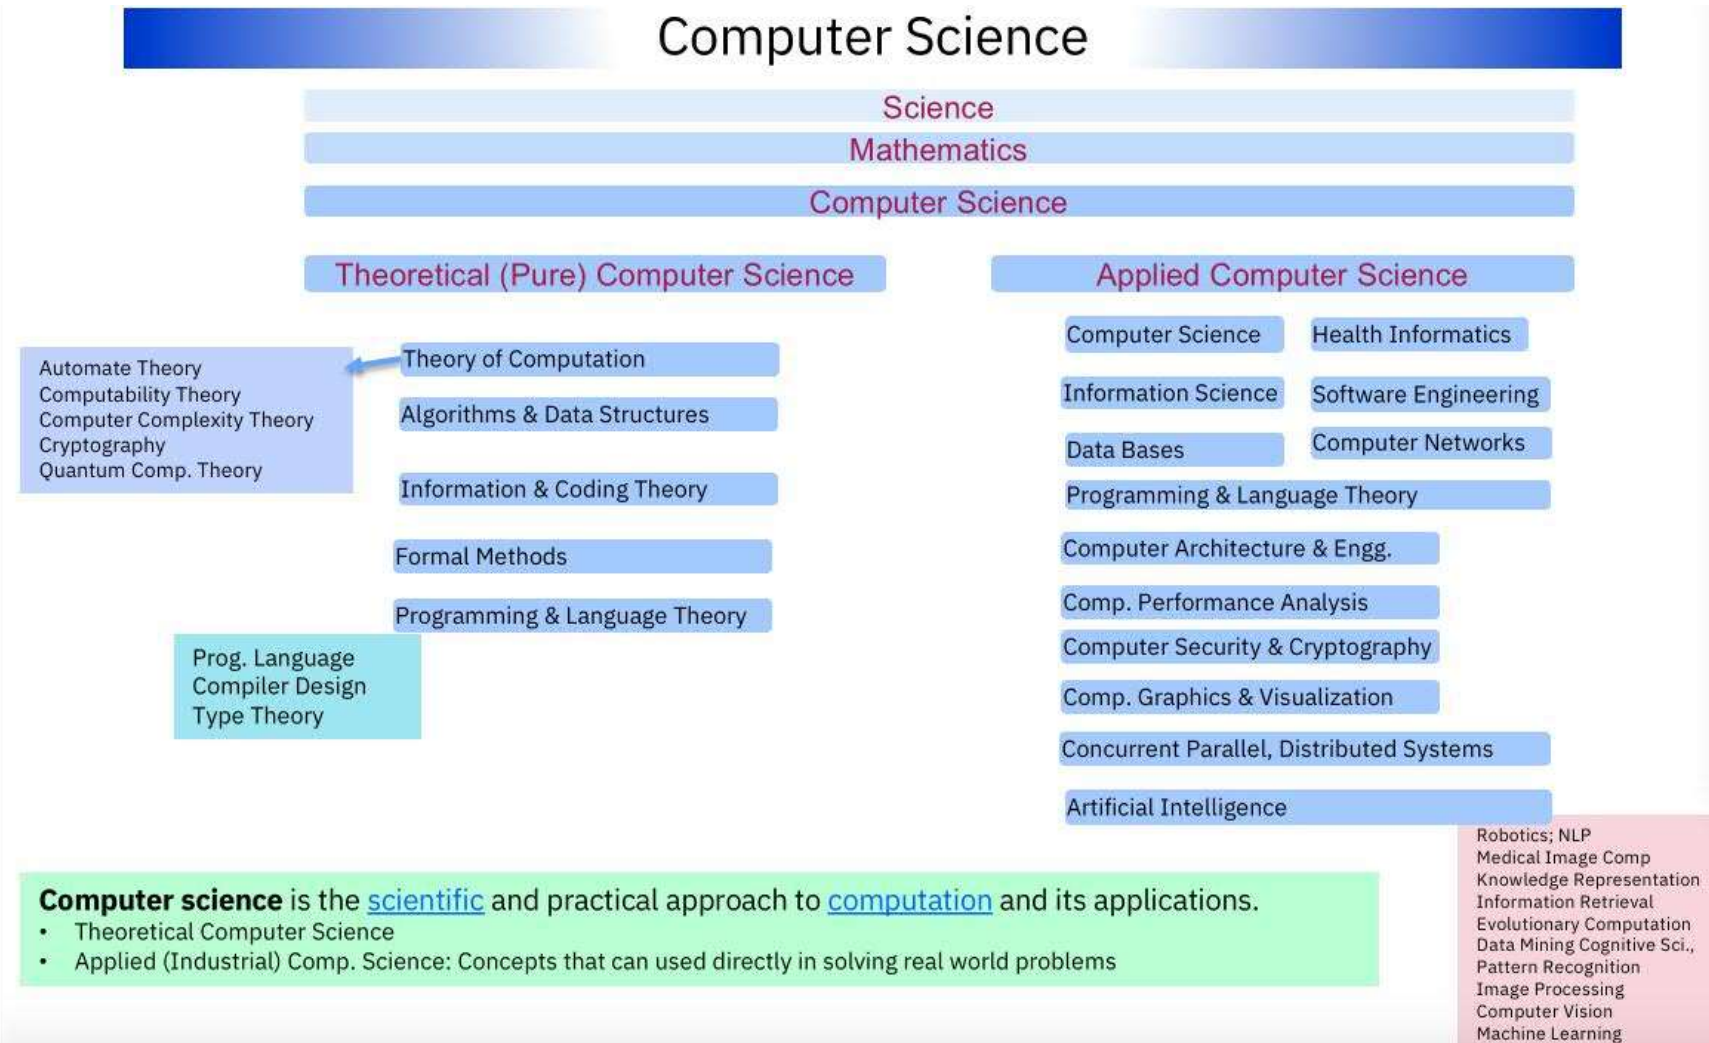 Computer Science
Science
Mathematics
Computer Science
Theoretical (Pure) Computer Science
Applied Computer Science
Automate Theory
Computability Theory
Computer Complexity Theory
Cryptography
Quantum Comp. Theory
Theory of Computation
Algorithms & Data Structures
Information & Coding Theory
Formal Methods
Programming & Language Theory
Prog. Language
Compiler Design
Type Theory
Computer Science
Health Informatics
Information Science
Software Engineering
Data Bases
Computer Networks
Programming & Language Theory
Computer Architecture & Engg.
Comp. Performance Analysis
Computer Security & Cryptography
Comp. Graphics & Visualization
Concurrent Parallel, Distributed Systems
Artificial Intelligence
Robotics; NLP
Medical Image Comp
Knowledge Representation
Information Retrieval
Evolutionary Computation
Data Mining Cognitive Sci.,
Pattern Recognition
Image Processing
Computer Vision
Machine Learning
Computer science is the scientific and practical approach to computation and its applications.
• Theoretical Computer Science
• Applied (Industrial) Comp. Science: Concepts that can used directly in solving real world problems